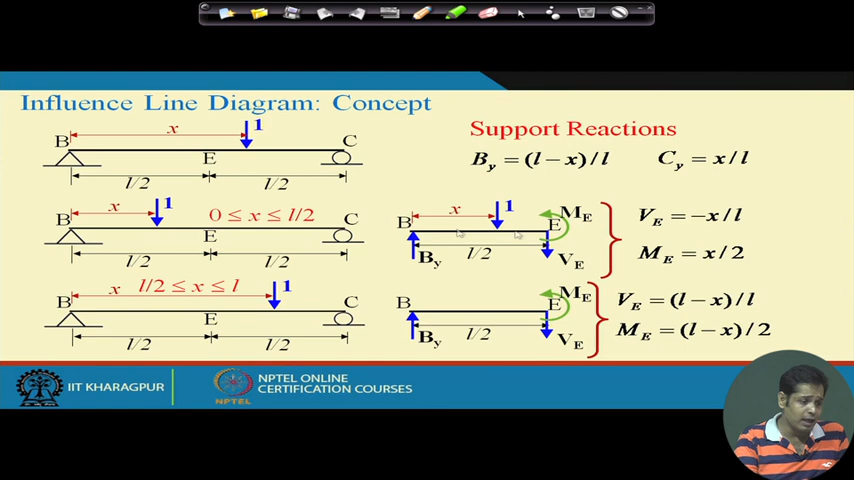 Influence Line Diagram: Concept
x
1
B
C
E
l/2
l/2
x
1
0 ≤ x ≤ l/2
B
C
E
l/2
l/2
x
l/2 ≤ x ≤ l
1
B
C
E
l/2
l/2
Support Reactions
B_y = (l − x) / l
C_y = x / l
x
1
M_E
B
E
l/2
B_y
V_E
V_E = −x / l
M_E = x / 2
M_E
B
E
l/2
B_y
V_E
V_E = (l − x) / l
M_E = (l − x) / 2
IIT KHARAGPUR
NPTEL
NPTEL ONLINE
CERTIFICATION COURSES